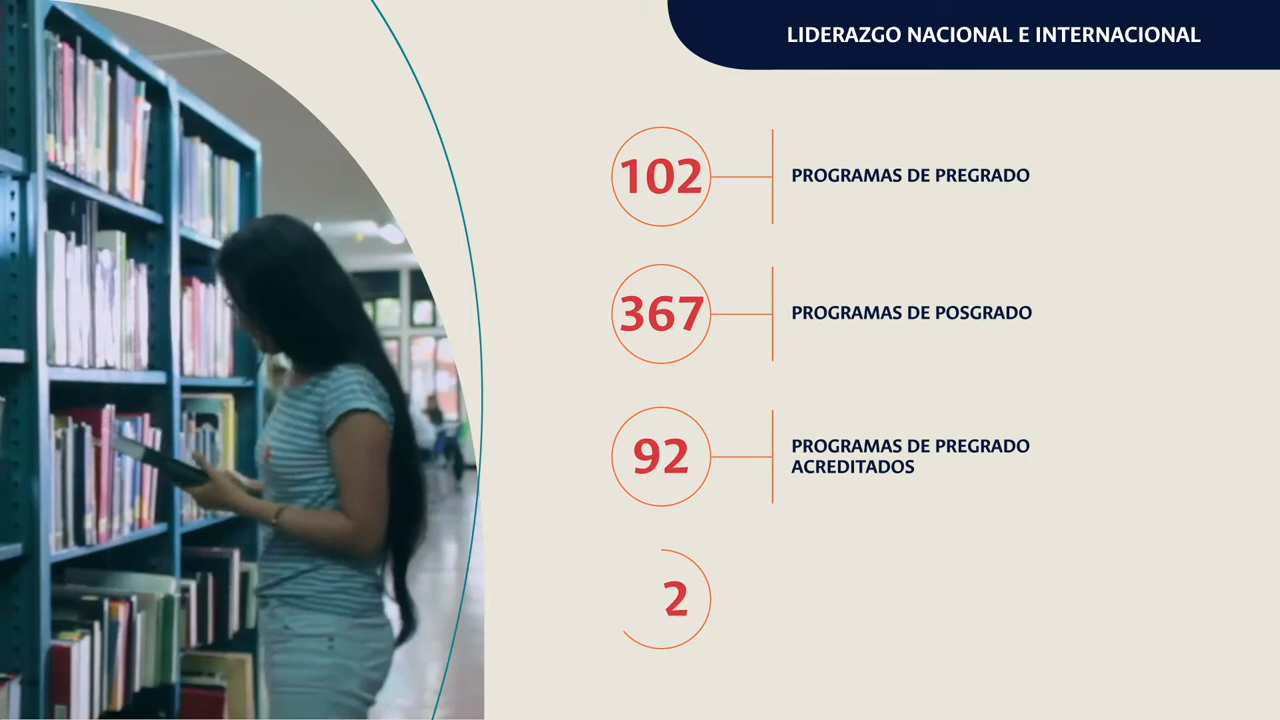 LIDERAZGO NACIONAL E INTERNACIONAL
102
PROGRAMAS DE PREGRADO
367
PROGRAMAS DE POSGRADO
92
PROGRAMAS DE PREGRADO
ACREDITADOS
2